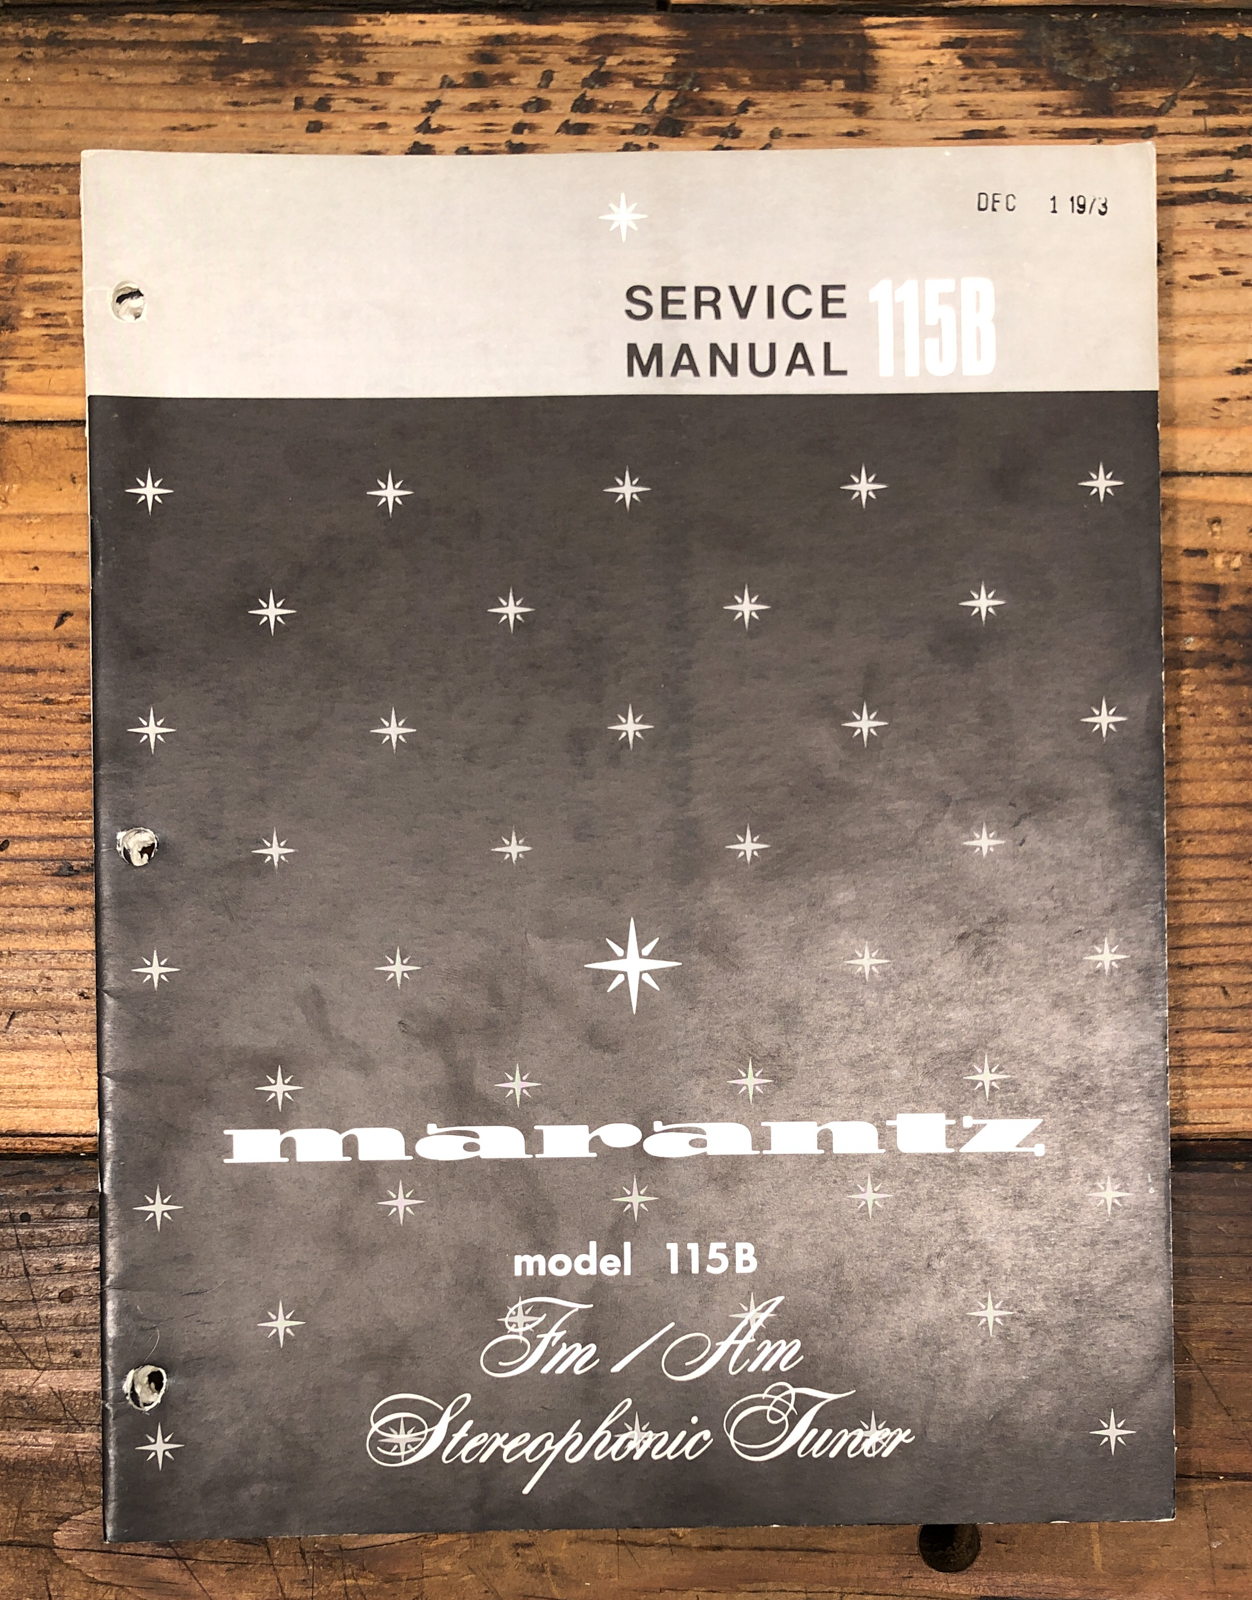 DEC 1 1973
SERVICE
MANUAL 115B
marantz
model 115B
Fm / Am
Stereophonic Tuner